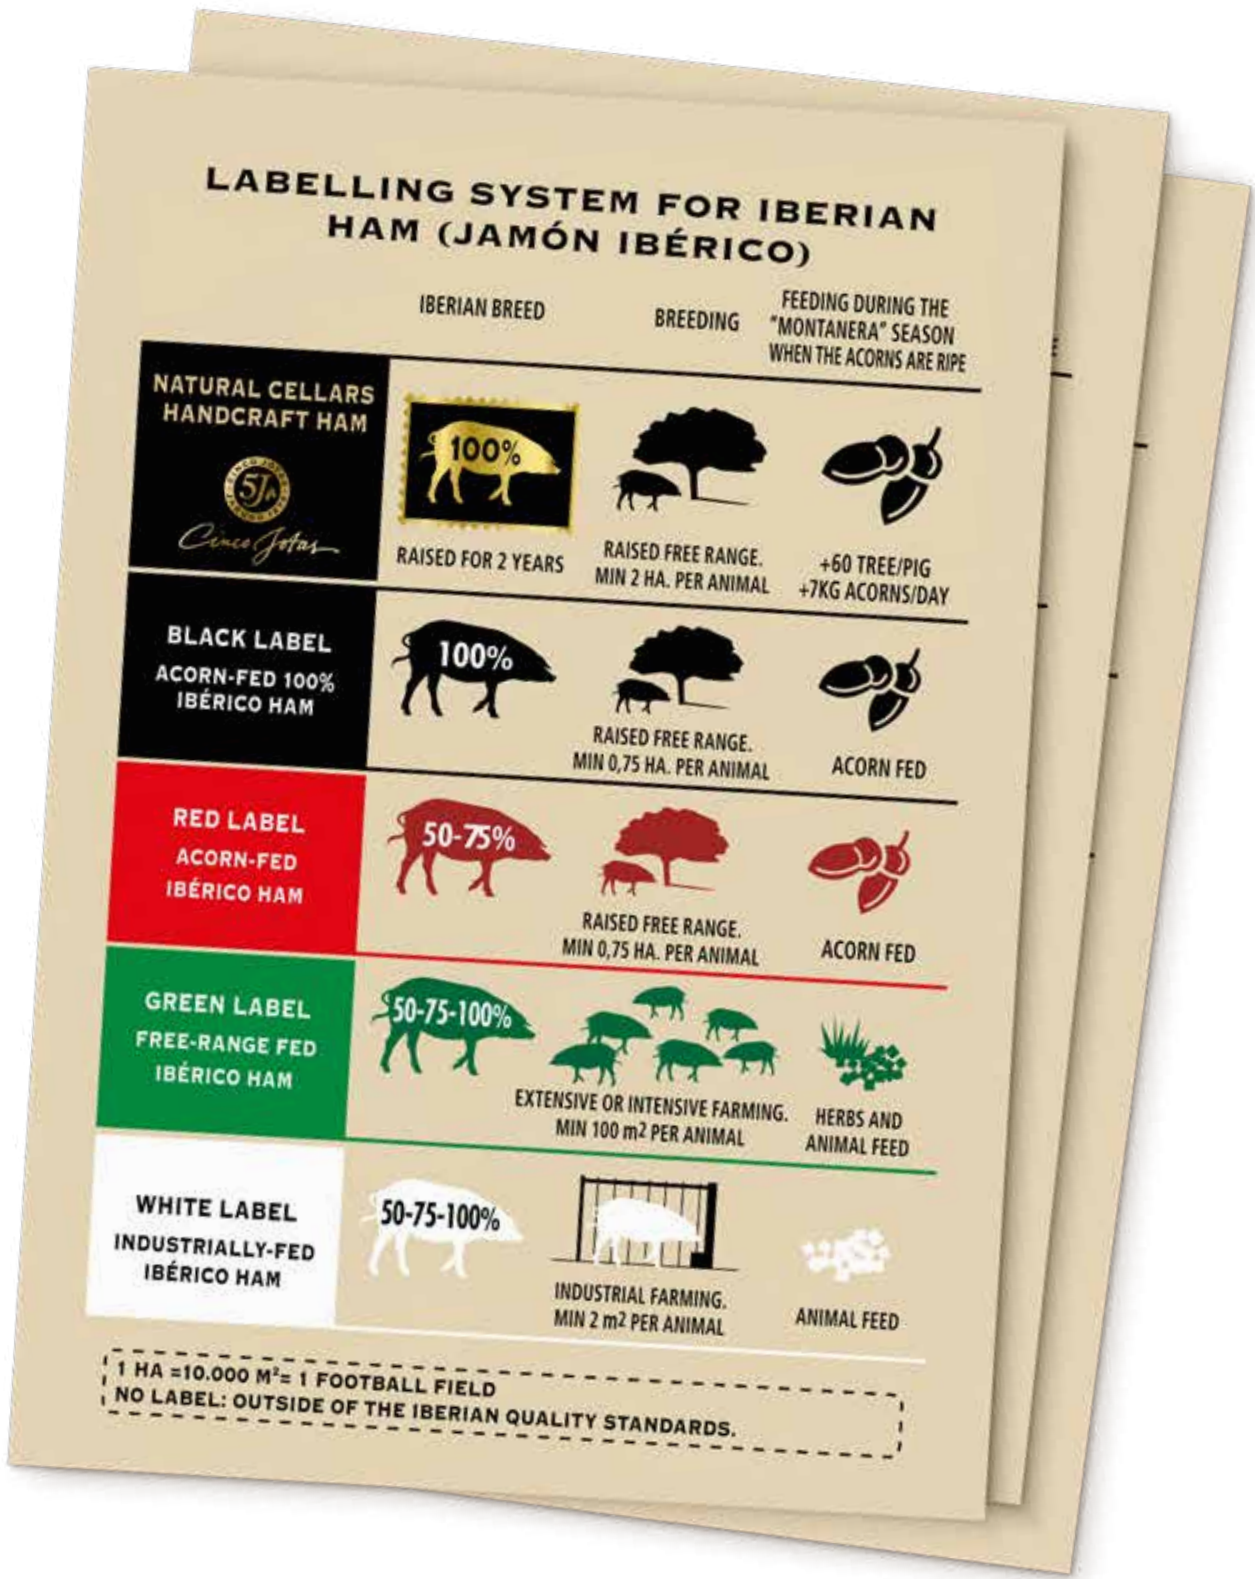 LABELLING SYSTEM FOR IBERIAN
HAM (JAMÓN IBÉRICO)
IBERIAN BREED
BREEDING
FEEDING DURING THE
"MONTANERA" SEASON
WHEN THE ACORNS ARE RIPE
NATURAL CELLARS
HANDCRAFT HAM
CINCO JOTAS
5J
Cinco Jotas
100%
RAISED FOR 2 YEARS
RAISED FREE RANGE.
MIN 2 HA. PER ANIMAL
+60 TREE/PIG
+7KG ACORNS/DAY
BLACK LABEL
ACORN-FED 100%
IBÉRICO HAM
100%
RAISED FREE RANGE.
MIN 0,75 HA. PER ANIMAL
ACORN FED
RED LABEL
ACORN-FED
IBÉRICO HAM
50-75%
RAISED FREE RANGE.
MIN 0,75 HA. PER ANIMAL
ACORN FED
GREEN LABEL
FREE-RANGE FED
IBÉRICO HAM
50-75-100%
EXTENSIVE OR INTENSIVE FARMING.
MIN 100 m2 PER ANIMAL
HERBS AND
ANIMAL FEED
WHITE LABEL
INDUSTRIALLY-FED
IBÉRICO HAM
50-75-100%
INDUSTRIAL FARMING.
MIN 2 m2 PER ANIMAL
ANIMAL FEED
1 HA =10.000 M²= 1 FOOTBALL FIELD
NO LABEL: OUTSIDE OF THE IBERIAN QUALITY STANDARDS.